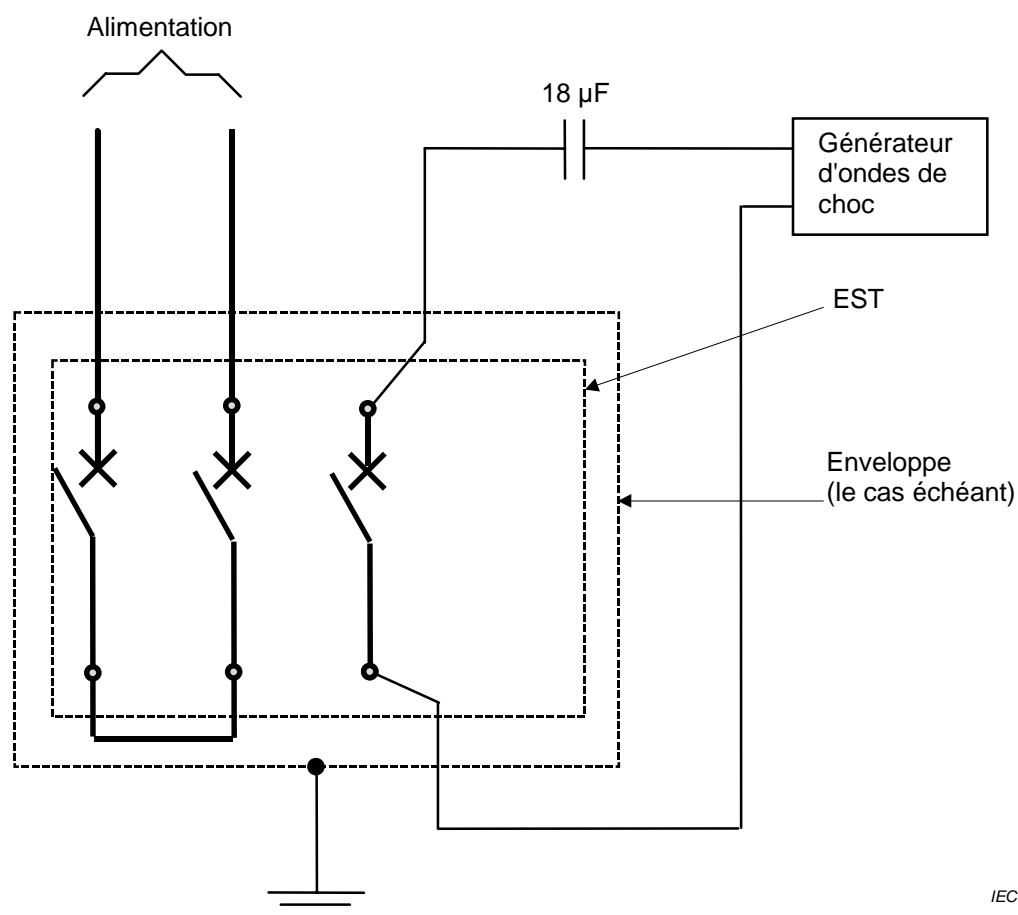 Alimentation
18 µF
Générateur
d'ondes de
choc
EST
Enveloppe
(le cas échéant)
IEC